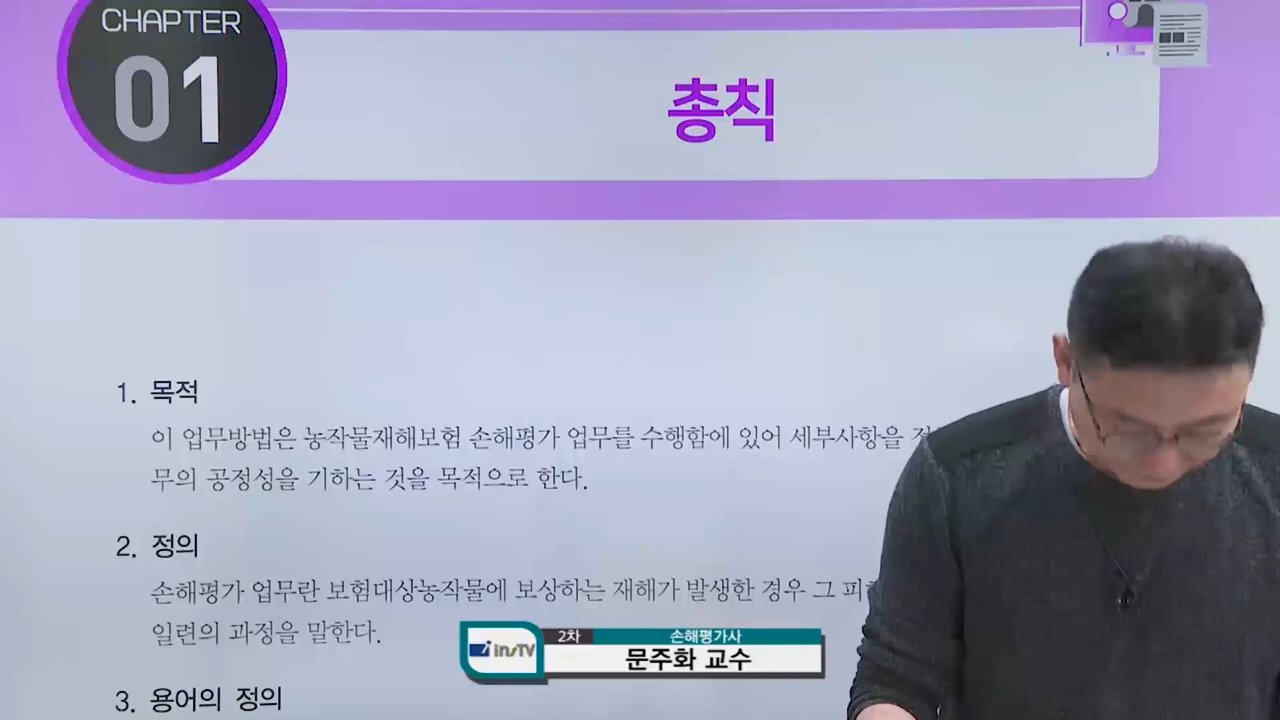 CHAPTER
01
총칙
1. 목적
이 업무방법은 농작물재해보험 손해평가 업무를 수행함에 있어 세부사항을
무의 공정성을 기하는 것을 목적으로 한다.
2. 정의
손해평가 업무란 보험대상농작물에 보상하는 재해가 발생한 경우 그
일련의 과정을 말한다.
3. 용어의 정의
insTV
2차
손해평가사
문주화 교수